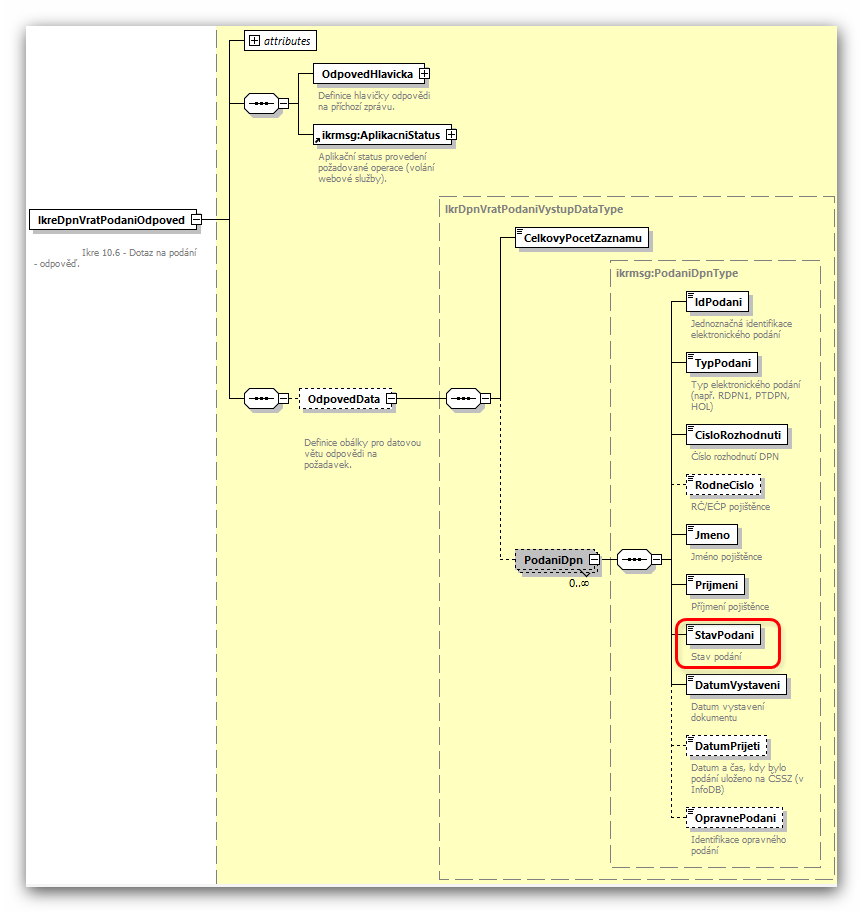 attributes
OdpovedHlavicka
Definice hlavičky odpovědi
na příchozí zprávu.
ikrmsg:AplikacniStatus
Aplikační status provedení
požadované operace (volání
webové služby).
IkreDpnVratPodaniOdpoved
Ikre 10.6 - Dotaz na podání
- odpověď.
IkrDpnVratPodaniVystupDataType
CelkovyPocetZaznamu
ikrmsg:PodaniDpnType
IdPodani
Jednoznačná identifikace
elektronického podání
TypPodani
Typ elektronického podání
(např. RDPN1, PTDPN,
HOL)
OdpovedData
Definice obálky pro datovou
větu odpovědi na
požadavek.
CisloRozhodnuti
Číslo rozhodnutí DPN
RodneCislo
RČ/EČP pojištěnce
PodaniDpn
0..∞
Jmeno
Jméno pojištěnce
Prijmeni
Příjmení pojištěnce
StavPodani
Stav podání
DatumVystaveni
Datum vystavení
dokumentu
DatumPrijeti
Datum a čas, kdy bylo
podání uloženo na ČSSZ (v
InfoDB)
OpravnePodani
Identifikace opravného
podání